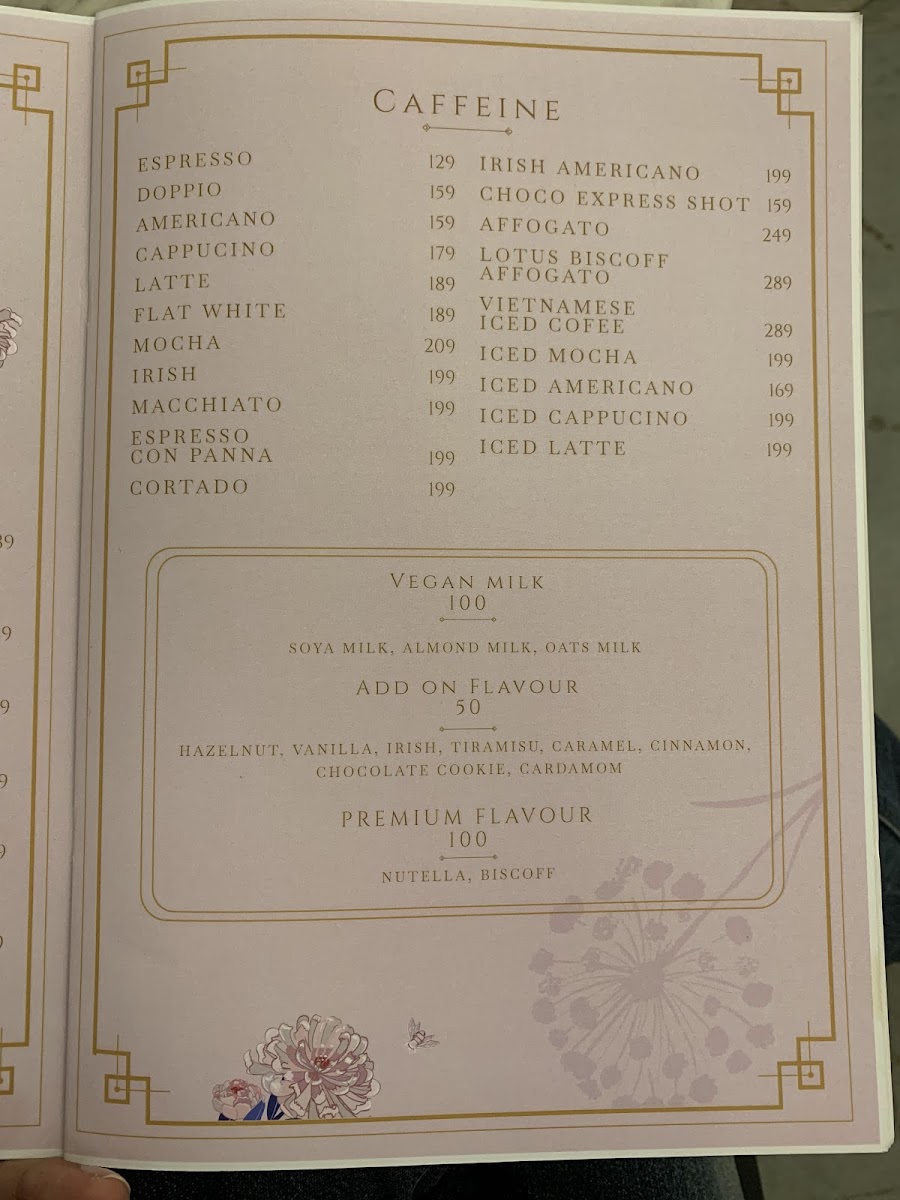 CAFFEINE
ESPRESSO 129
DOPPIO 159
AMERICANO 159
CAPPUCINO 179
LATTE 189
FLAT WHITE 189
MOCHA 209
IRISH 199
MACCHIATO 199
ESPRESSO
CON PANNA 199
CORTADO 199
IRISH AMERICANO 199
CHOCO EXPRESS SHOT 159
AFFOGATO 249
LOTUS BISCOFF
AFFOGATO 289
VIETNAMESE
ICED COFEE 289
ICED MOCHA 199
ICED AMERICANO 169
ICED CAPPUCINO 199
ICED LATTE 199
VEGAN MILK
100
SOYA MILK, ALMOND MILK, OATS MILK
ADD ON FLAVOUR
50
HAZELNUT, VANILLA, IRISH, TIRAMISU, CARAMEL, CINNAMON,
CHOCOLATE COOKIE, CARDAMOM
PREMIUM FLAVOUR
100
NUTELLA, BISCOFF